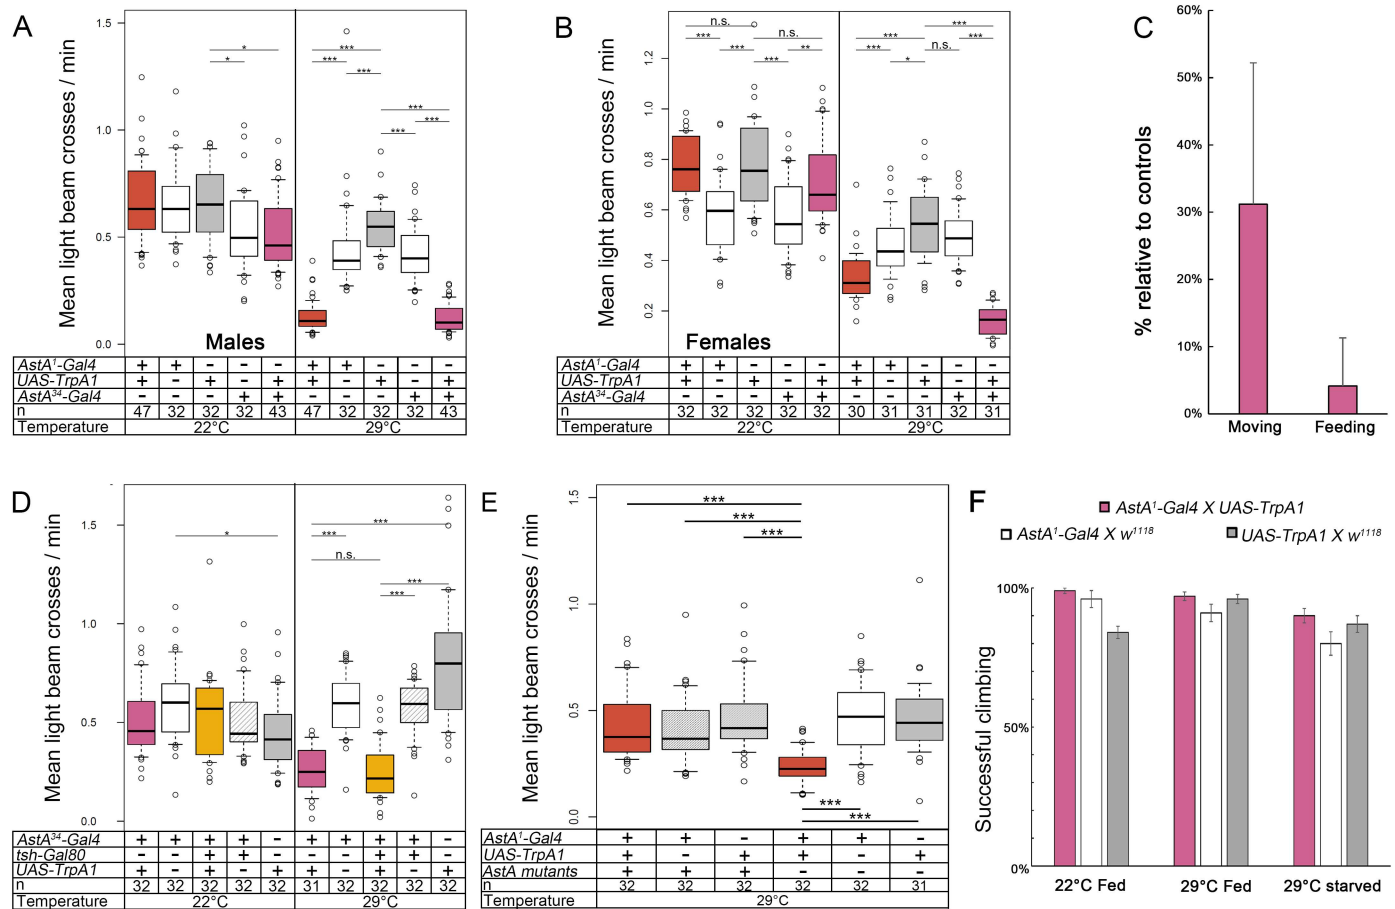 A
Mean light beam crosses / min
1.5
1.0
0.5
0.0
*
*
***
***
***
***
***
***
***
Males
AstA¹-Gal4 + + - - - + + - - -
UAS-TrpA1 + - + - + + - + - +
AstA³⁴-Gal4 - - - + + - - - + +
n 47 32 32 32 43 47 32 32 32 43
Temperature 22°C 29°C
B
Mean light beam crosses / min
1.2
1.0
0.8
0.6
0.4
0.2
n.s.
***
***
n.s.
***
**
***
***
***
*
n.s.
***
Females
AstA¹-Gal4 + + - - - + + - - -
UAS-TrpA1 + - + - + + - + - +
AstA³⁴-Gal4 - - - + + - - - + +
n 32 32 32 32 32 30 31 31 32 31
Temperature 22°C 29°C
C
% relative to controls
60%
50%
40%
30%
20%
10%
0%
Moving Feeding
D
Mean light beam crosses / min
1.5
1.0
0.5
0.0
*
***
***
n.s.
***
***
AstA³⁴-Gal4 + + + + - + + + + -
tsh-Gal80 - - + + - - - + + -
UAS-TrpA1 + - + - + + - + - +
n 32 32 32 32 32 31 32 32 32 32
Temperature 22°C 29°C
E
Mean light beam crosses / min
1.5
1.0
0.5
0.0
***
***
***
***
***
AstA¹-Gal4 + + - + + -
UAS-TrpA1 + - + + - +
AstA mutants + + + - - -
n 32 32 32 32 32 31
Temperature 29°C
F
AstA¹-Gal4 X UAS-TrpA1
AstA¹-Gal4 X w¹¹¹⁸ UAS-TrpA1 X w¹¹¹⁸
Successful climbing
100%
50%
0%
22°C Fed 29°C Fed 29°C starved